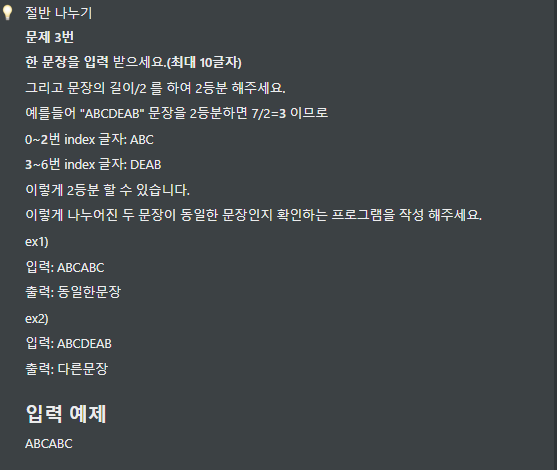 절반 나누기
문제 3번
한 문장을 입력 받으세요.(최대 10글자)
그리고 문장의 길이/2 를 하여 2등분 해주세요.
예를들어 "ABCDEAB" 문장을 2등분하면 7/2=3 이므로
0~2번 index 글자: ABC
3~6번 index 글자: DEAB
이렇게 2등분 할 수 있습니다.
이렇게 나누어진 두 문장이 동일한 문장인지 확인하는 프로그램을 작성 해주세요.
ex1)
입력: ABCABC
출력: 동일한문장
ex2)
입력: ABCDEAB
출력: 다른문장
입력 예제
ABCABC